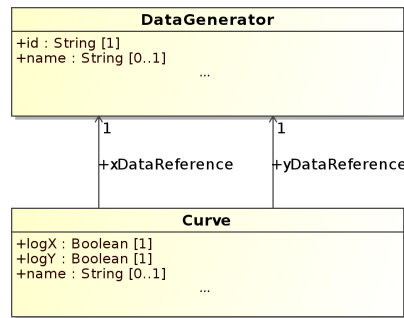 DataGenerator
+id : String [1]
+name : String [0..1]
...
1
1
+xDataReference
+yDataReference
Curve
+logX : Boolean [1]
+logY : Boolean [1]
+name : String [0..1]
...